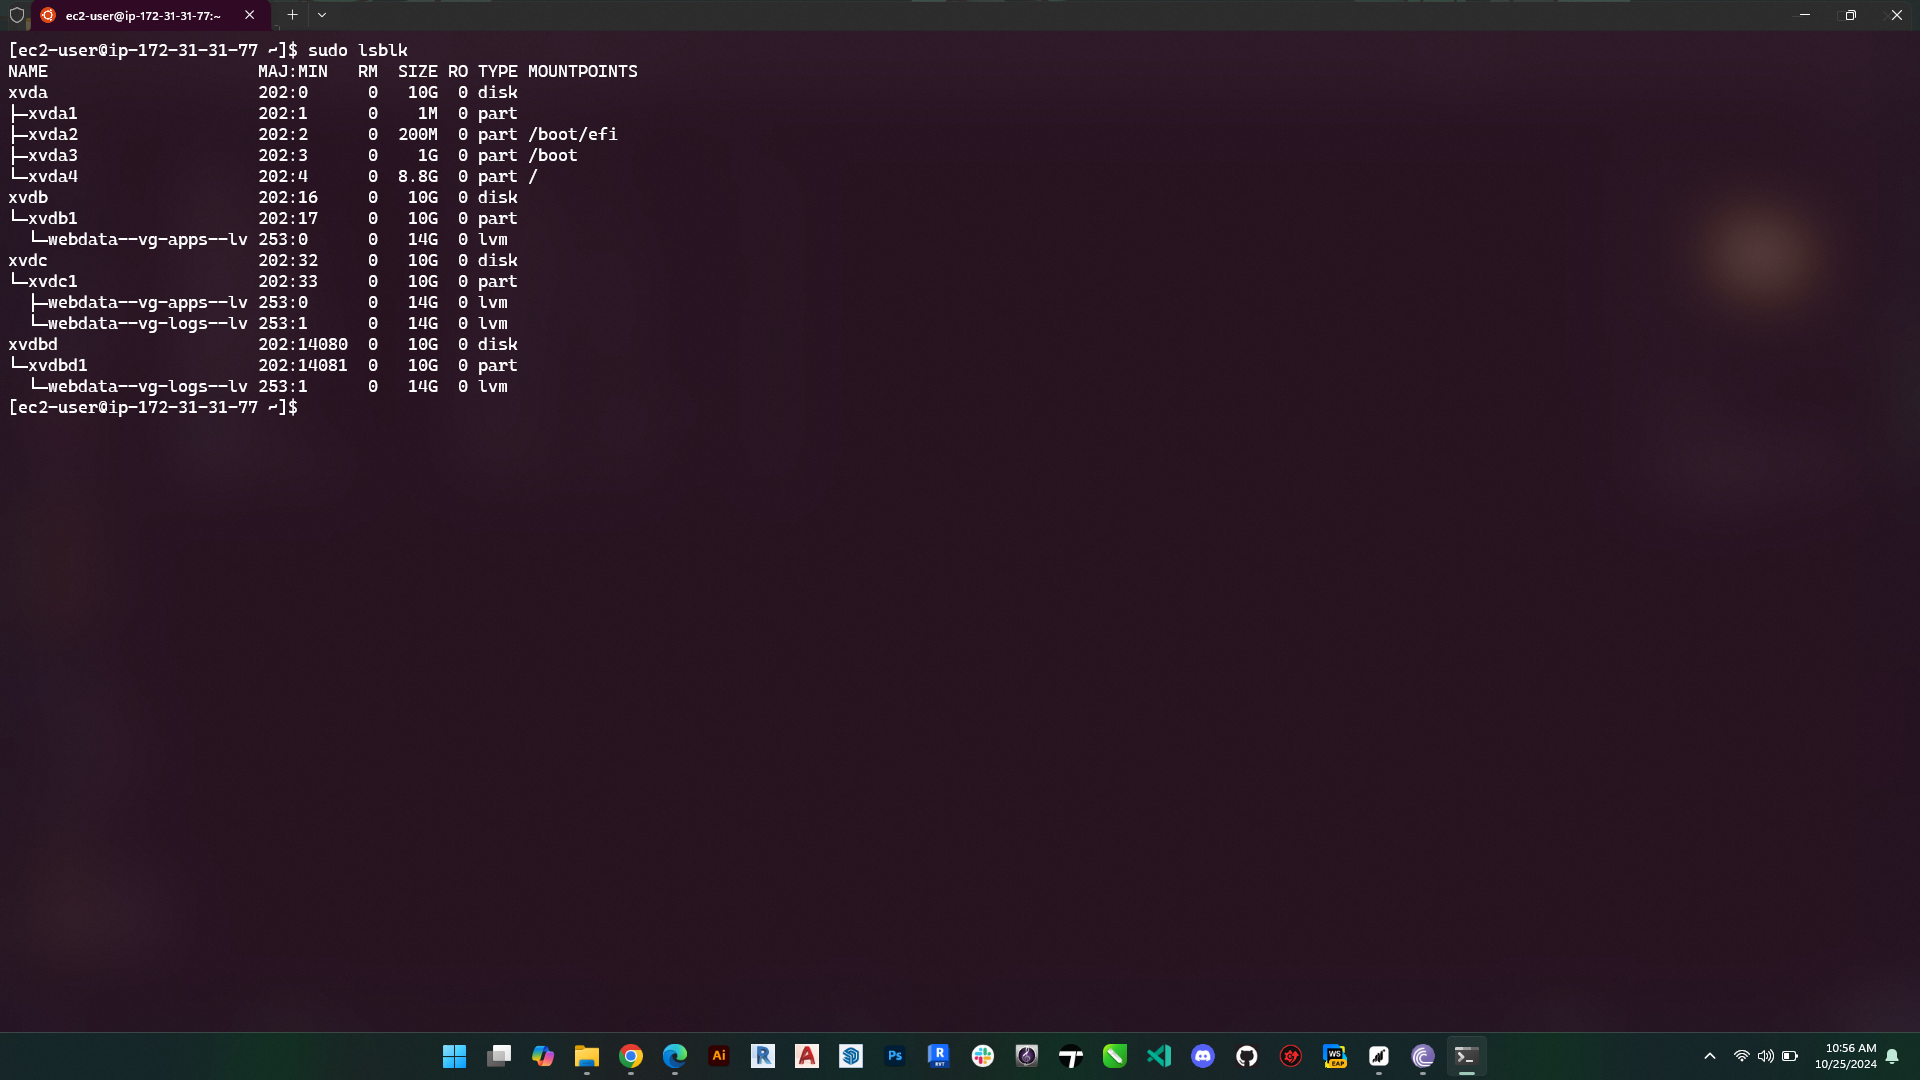 ec2-user@ip-172-31-31-77:~
[ec2-user@ip-172-31-31-77 ~]$ sudo lsblk
NAME                     MAJ:MIN   RM  SIZE RO TYPE MOUNTPOINTS
xvda                     202:0      0   10G  0 disk
├─xvda1                  202:1      0    1M  0 part
├─xvda2                  202:2      0  200M  0 part /boot/efi
├─xvda3                  202:3      0    1G  0 part /boot
└─xvda4                  202:4      0  8.8G  0 part /
xvdb                     202:16     0   10G  0 disk
└─xvdb1                  202:17     0   10G  0 part
  └─webdata--vg-apps--lv 253:0      0   14G  0 lvm
xvdc                     202:32     0   10G  0 disk
└─xvdc1                  202:33     0   10G  0 part
  ├─webdata--vg-apps--lv 253:0      0   14G  0 lvm
  └─webdata--vg-logs--lv 253:1      0   14G  0 lvm
xvdbd                    202:14080  0   10G  0 disk
└─xvdbd1                 202:14081  0   10G  0 part
  └─webdata--vg-logs--lv 253:1      0   14G  0 lvm
[ec2-user@ip-172-31-31-77 ~]$
Ai
R
A
Ps
R
RVT
WS
EAP
10:56 AM
10/25/2024